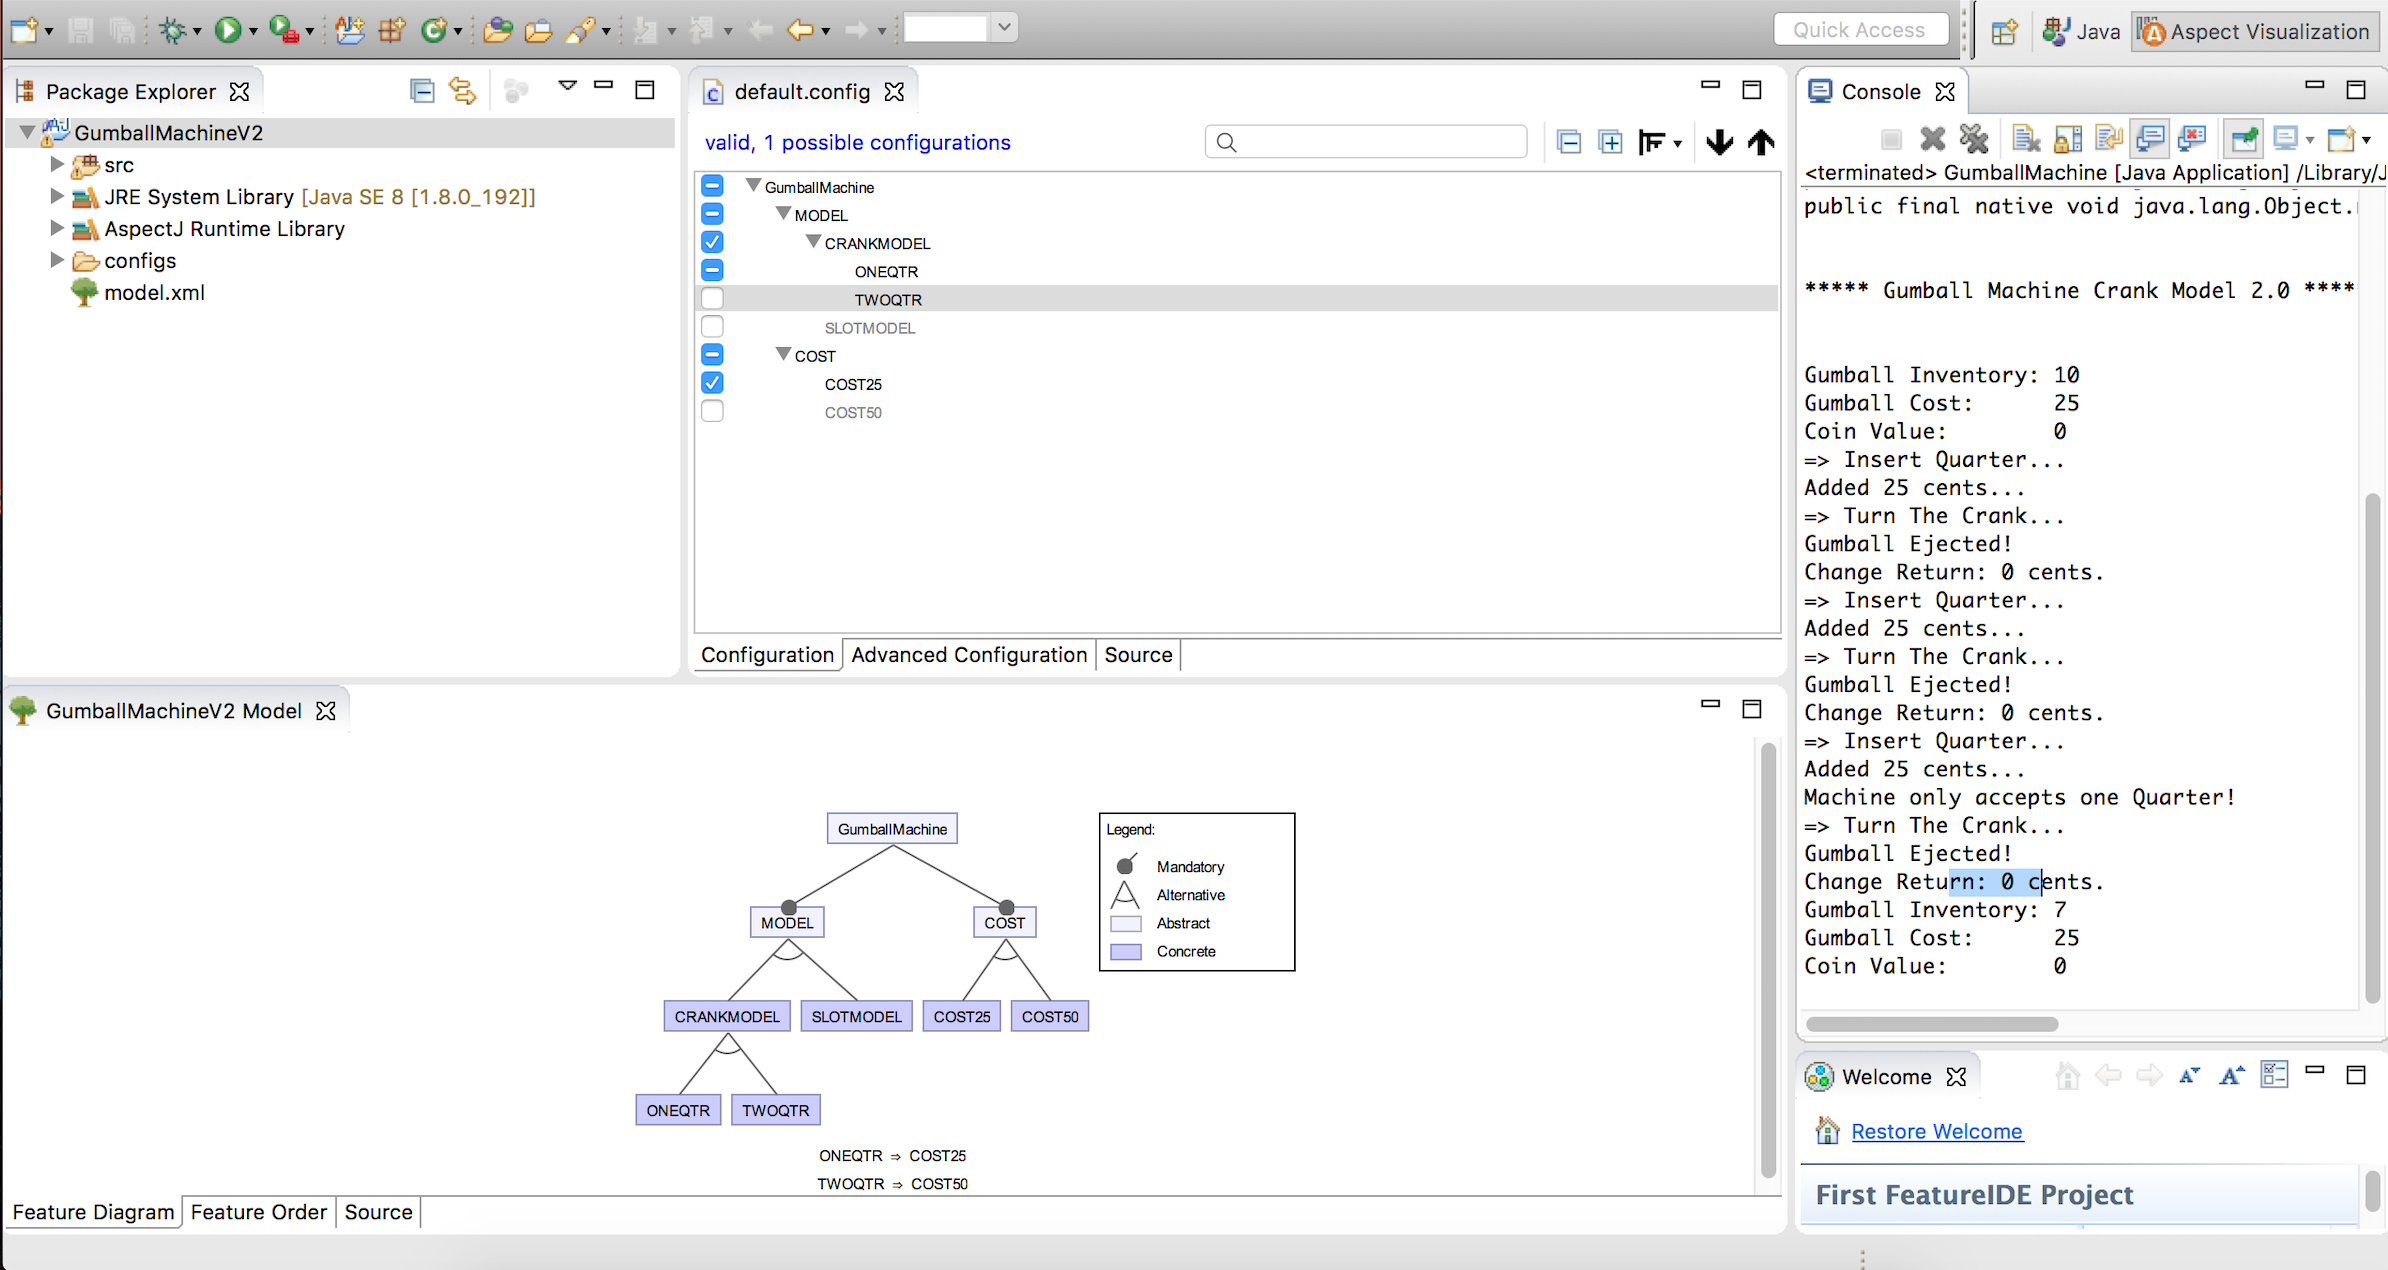 Quick Access
Java
Aspect Visualization
Package Explorer
GumballMachineV2
src
JRE System Library [Java SE 8 [1.8.0_192]]
AspectJ Runtime Library
configs
model.xml
default.config
valid, 1 possible configurations
GumballMachine
MODEL
CRANKMODEL
ONEQTR
TWOQTR
SLOTMODEL
COST
COST25
COST50
Configuration
Advanced Configuration
Source
GumballMachineV2 Model
GumballMachine
MODEL
COST
CRANKMODEL
SLOTMODEL
COST25
COST50
ONEQTR
TWOQTR
ONEQTR ⇒ COST25
TWOQTR ⇒ COST50
Legend:
Mandatory
Alternative
Abstract
Concrete
Feature Diagram
Feature Order
Source
Console
<terminated> GumballMachine [Java Application] /Library/J
public final native void java.lang.Object.
***** Gumball Machine Crank Model 2.0 ****
Gumball Inventory: 10
Gumball Cost: 25
Coin Value: 0
=> Insert Quarter...
Added 25 cents...
=> Turn The Crank...
Gumball Ejected!
Change Return: 0 cents.
=> Insert Quarter...
Added 25 cents...
=> Turn The Crank...
Gumball Ejected!
Change Return: 0 cents.
=> Insert Quarter...
Added 25 cents...
Machine only accepts one Quarter!
=> Turn The Crank...
Gumball Ejected!
Change Return: 0 cents.
Gumball Inventory: 7
Gumball Cost: 25
Coin Value: 0
Welcome
Restore Welcome
First FeatureIDE Project